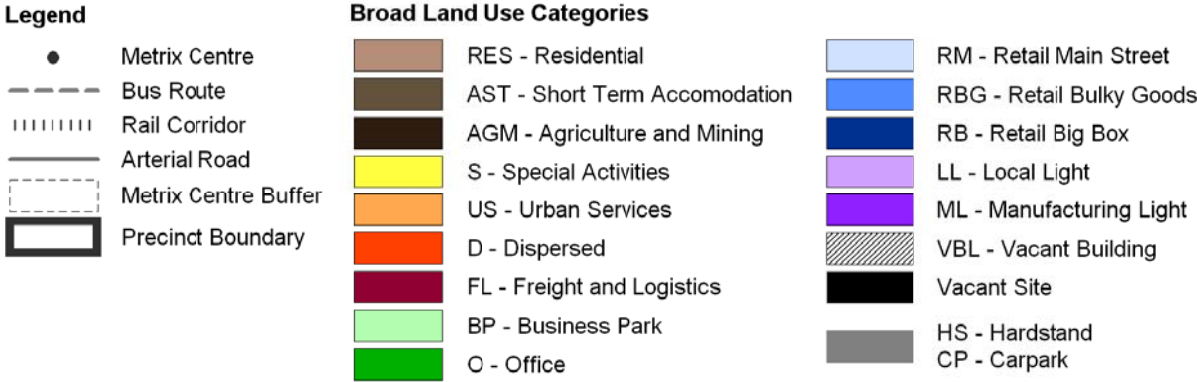 Legend
Metrix Centre
Bus Route
Rail Corridor
Arterial Road
Metrix Centre Buffer
Precinct Boundary
Broad Land Use Categories
RES - Residential
AST - Short Term Accomodation
AGM - Agriculture and Mining
S - Special Activities
US - Urban Services
D - Dispersed
FL - Freight and Logistics
BP - Business Park
O - Office
RM - Retail Main Street
RBG - Retail Bulky Goods
RB - Retail Big Box
LL - Local Light
ML - Manufacturing Light
VBL - Vacant Building
Vacant Site
HS - Hardstand
CP - Carpark